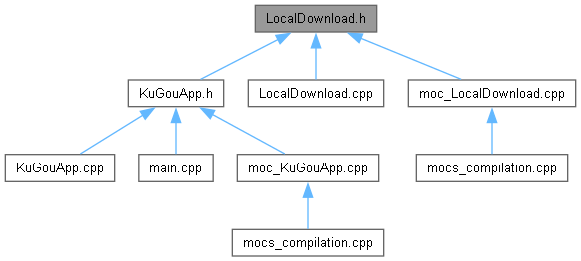 LocalDownload.h
KuGouApp.h
LocalDownload.cpp
moc_LocalDownload.cpp
KuGouApp.cpp
main.cpp
moc_KuGouApp.cpp
mocs_compilation.cpp
mocs_compilation.cpp